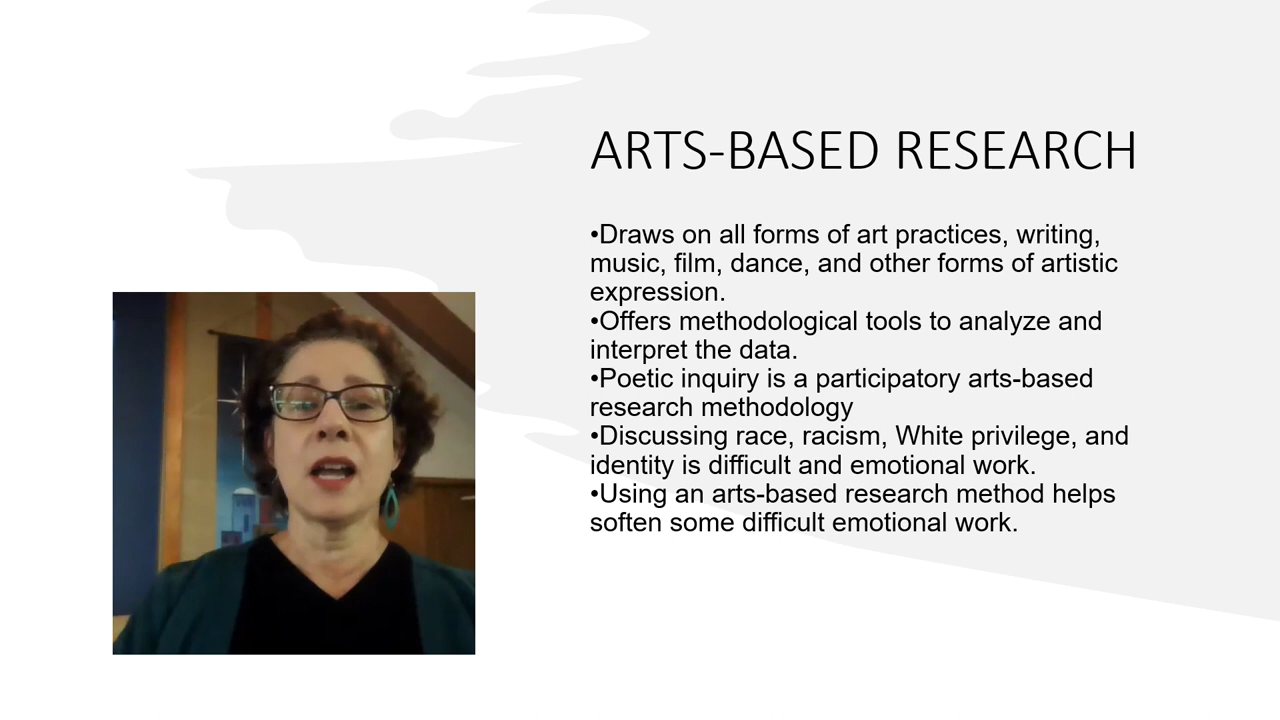 ARTS-BASED RESEARCH
•Draws on all forms of art practices, writing,
music, film, dance, and other forms of artistic
expression.
•Offers methodological tools to analyze and
interpret the data.
•Poetic inquiry is a participatory arts-based
research methodology
•Discussing race, racism, White privilege, and
identity is difficult and emotional work.
•Using an arts-based research method helps
soften some difficult emotional work.